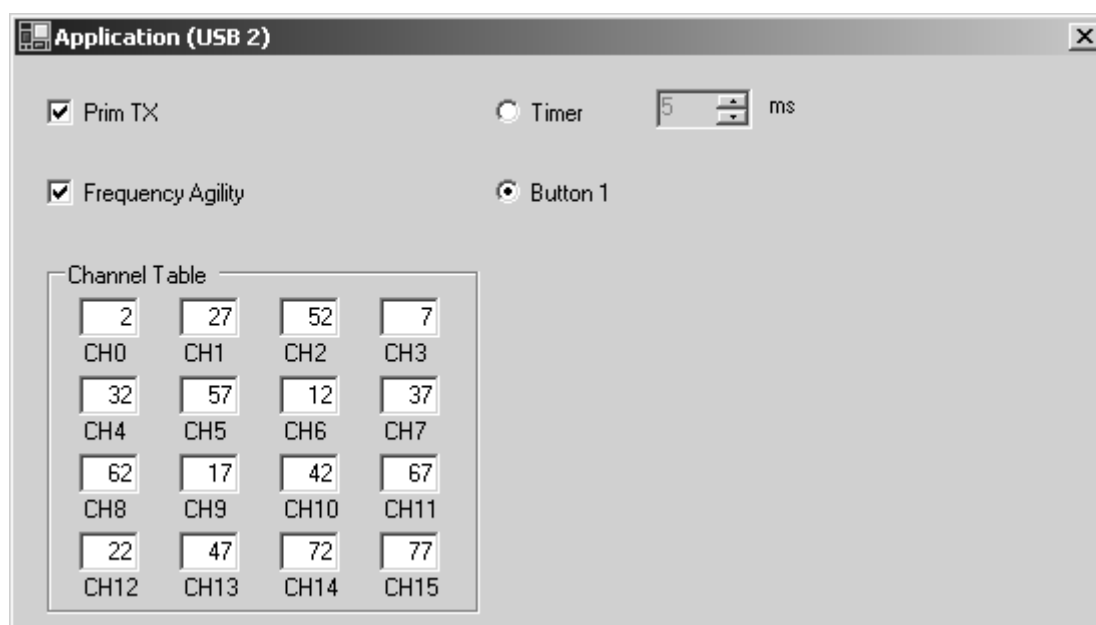 Application (USB 2)
Prim TX Timer 5 ms
Frequency Agility Button 1
Channel Table
2 27 52 7
CH0 CH1 CH2 CH3
32 57 12 37
CH4 CH5 CH6 CH7
62 17 42 67
CH8 CH9 CH10 CH11
22 47 72 77
CH12 CH13 CH14 CH15